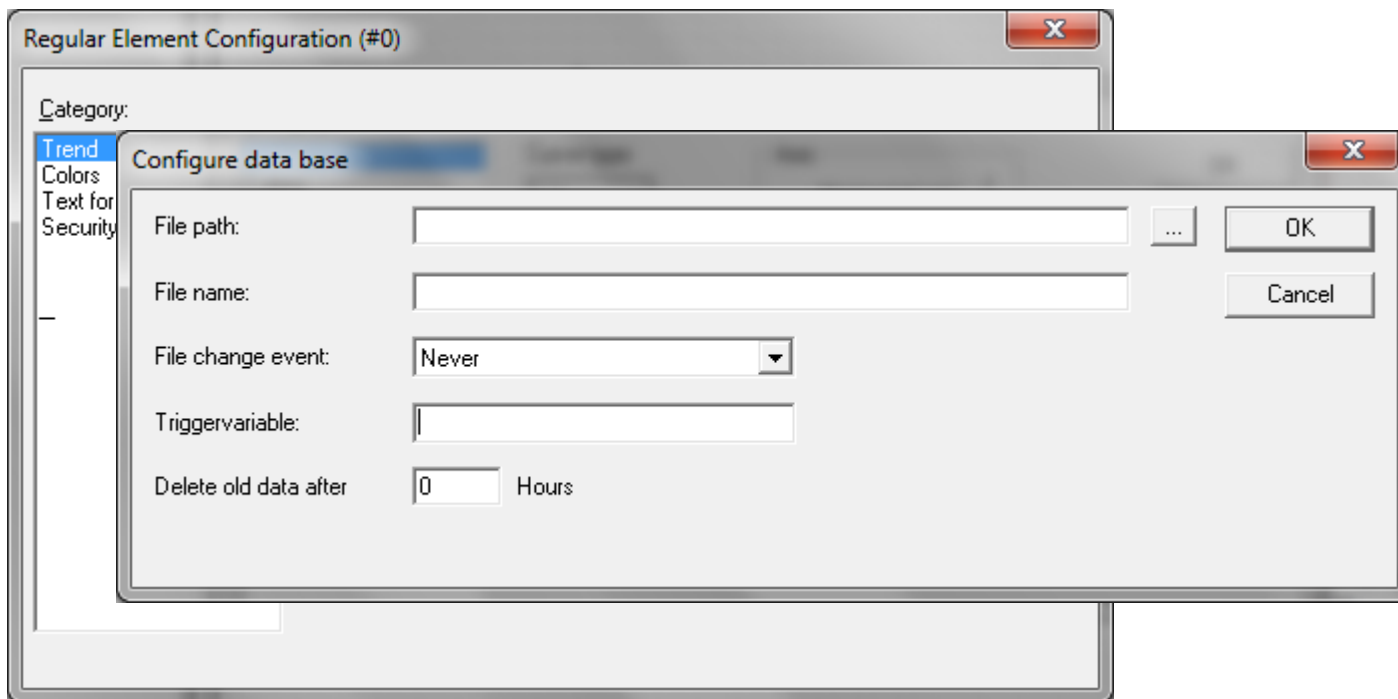 Regular Element Configuration (#0)
Category:
Trend
Colors
Text for
Security
Configure data base
File path:
...
OK
File name:
Cancel
File change event:
Never
Triggervariable:
Delete old data after
0
Hours